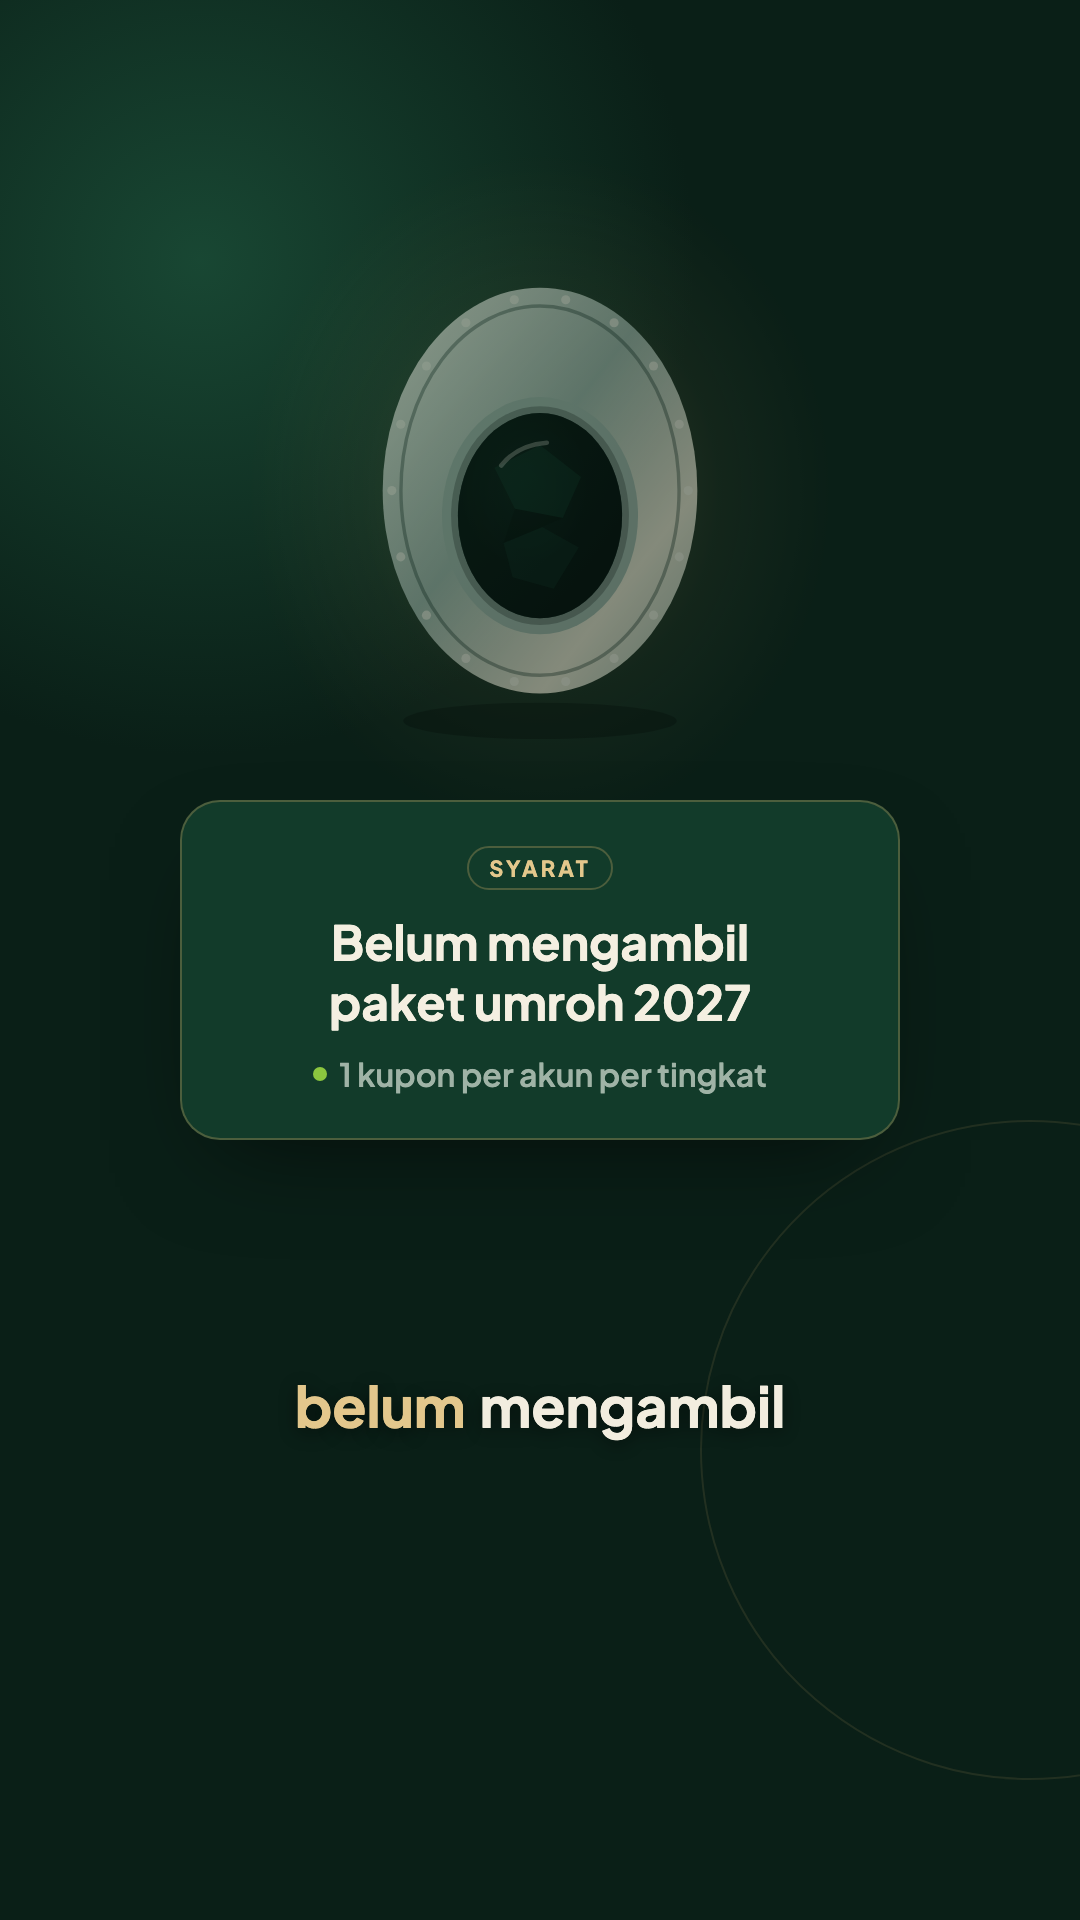 SYARAT
Belum mengambil
paket umroh 2027
1 kupon per akun per tingkat
belum mengambil